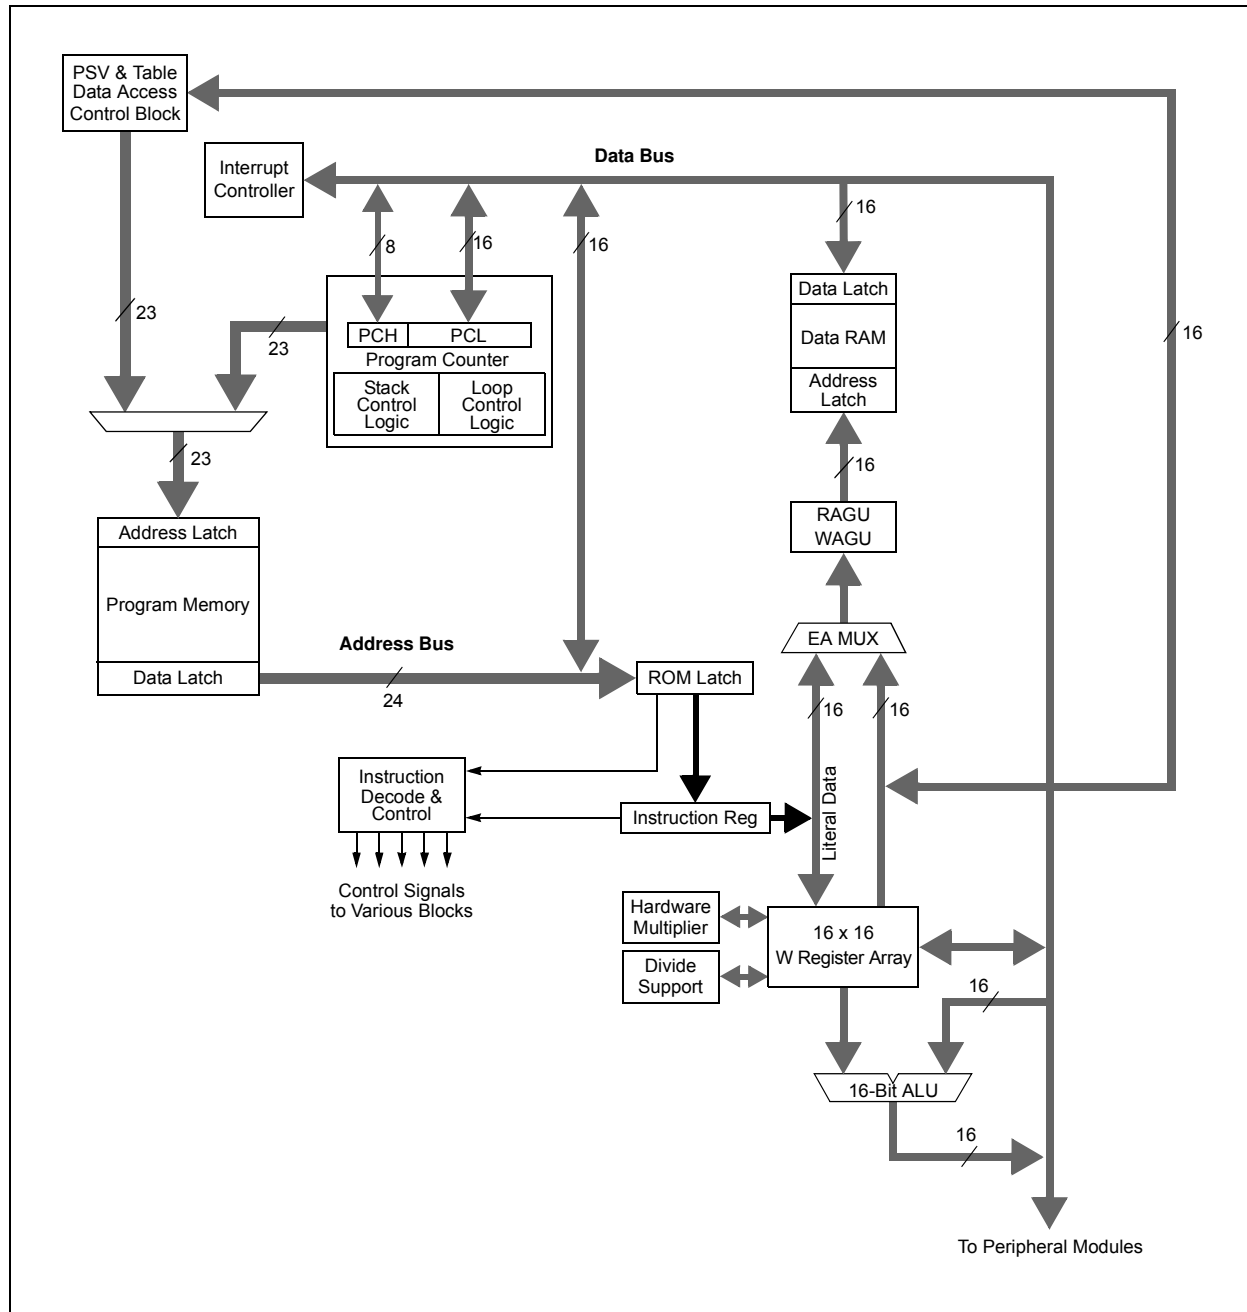 PSV & Table
Data Access
Control Block
Data Bus
Interrupt
Controller
16
8
16
16
Data Latch
23
16
23
PCH
PCL
Data RAM
Program Counter
Stack
Control
Logic
Loop
Control
Logic
Address
Latch
23
16
RAGU
WAGU
Address Latch
Program Memory
EA MUX
Address Bus
Data Latch
ROM Latch
24
16
16
Instruction
Decode &
Control
Instruction Reg
Literal Data
Control Signals
to Various Blocks
Hardware
Multiplier
16 x 16
W Register Array
Divide
Support
16
16-Bit ALU
16
To Peripheral Modules